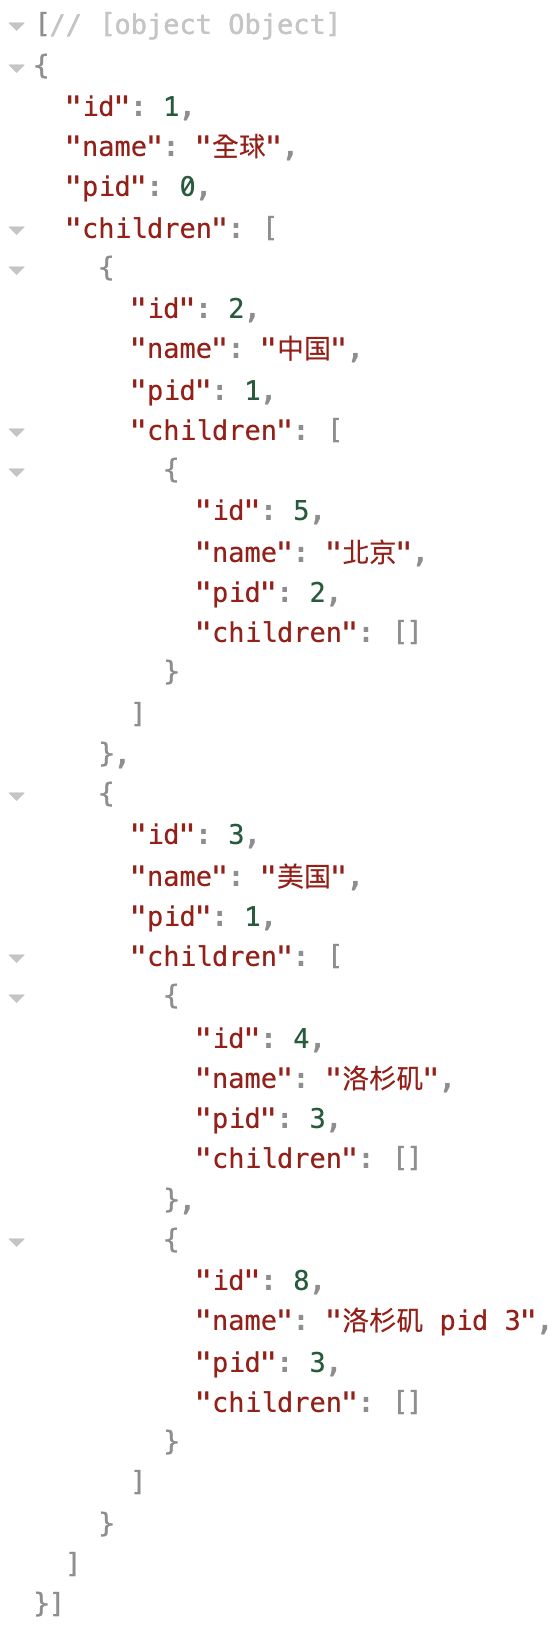 [// [object Object]
{
"id": 1,
"name": "全球",
"pid": 0,
"children": [
{
"id": 2,
"name": "中国",
"pid": 1,
"children": [
{
"id": 5,
"name": "北京",
"pid": 2,
"children": []
}
]
},
{
"id": 3,
"name": "美国",
"pid": 1,
"children": [
{
"id": 4,
"name": "洛杉矶",
"pid": 3,
"children": []
},
{
"id": 8,
"name": "洛杉矶 pid 3",
"pid": 3,
"children": []
}
]
}
]
}]